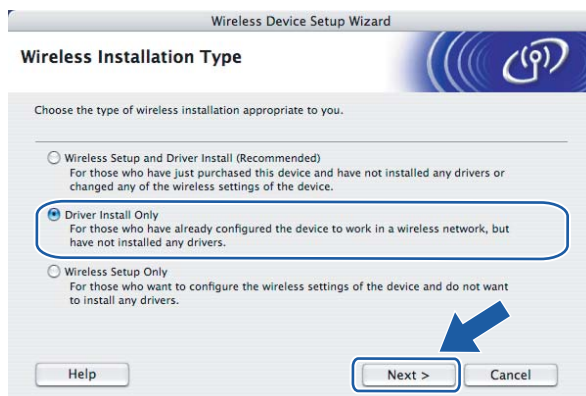 Wireless Device Setup Wizard
Wireless Installation Type
Choose the type of wireless installation appropriate to you.
Wireless Setup and Driver Install (Recommended)
For those who have just purchased this device and have not installed any drivers or
changed any of the wireless settings of the device.
Driver Install Only
For those who have already configured the device to work in a wireless network, but
have not installed any drivers.
Wireless Setup Only
For those who want to configure the wireless settings of the device and do not want
to install any drivers.
Help
Next >
Cancel